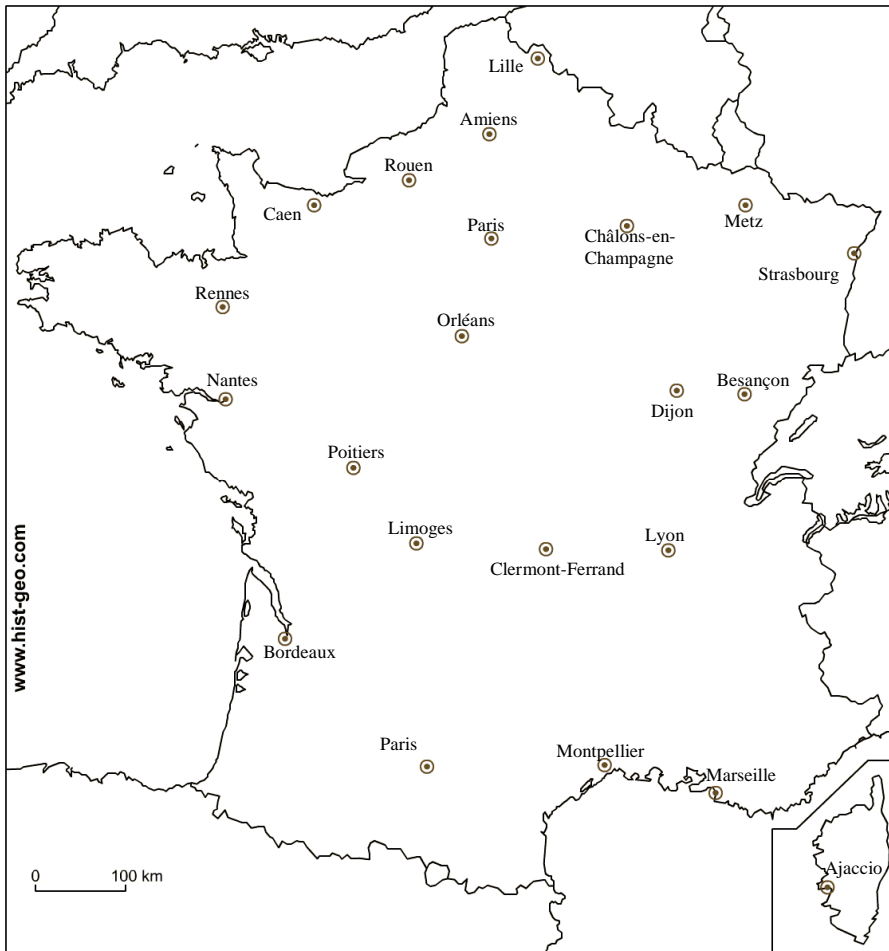 Lille
Amiens
Rouen
Caen
Paris
Châlons-en-
Champagne
Metz
Strasbourg
Rennes
Orléans
Nantes
Dijon
Besançon
Poitiers
Limoges
Clermont-Ferrand
Lyon
www.hist-geo.com
Bordeaux
Paris
Montpellier
Marseille
Ajaccio
0 100 km